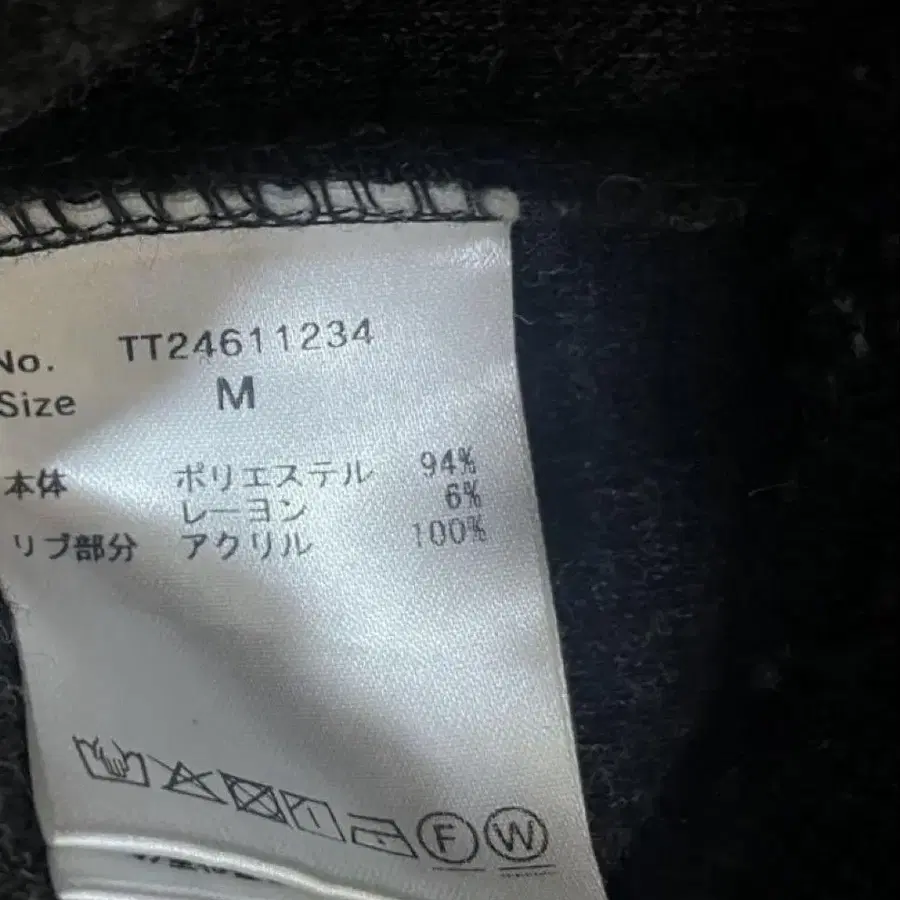 No. TT24611234
Size M
本体 ポリエステル 94%
レーヨン 6%
リブ部分 アクリル 100%
F W